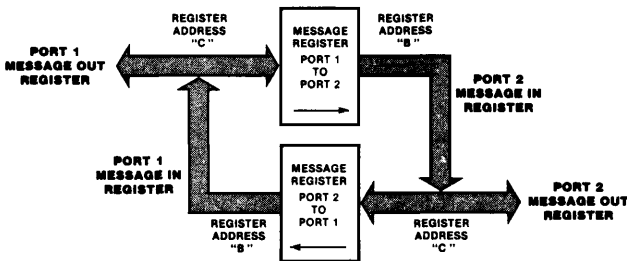 REGISTER
ADDRESS
"C"
PORT 1
MESSAGE OUT
REGISTER
MESSAGE
REGISTER
PORT 1
TO
PORT 2
REGISTER
ADDRESS
"B"
PORT 2
MESSAGE IN
REGISTER
PORT 1
MESSAGE IN
REGISTER
MESSAGE
REGISTER
PORT 2
TO
PORT 1
REGISTER
ADDRESS
"B"
REGISTER
ADDRESS
"C"
PORT 2
MESSAGE OUT
REGISTER